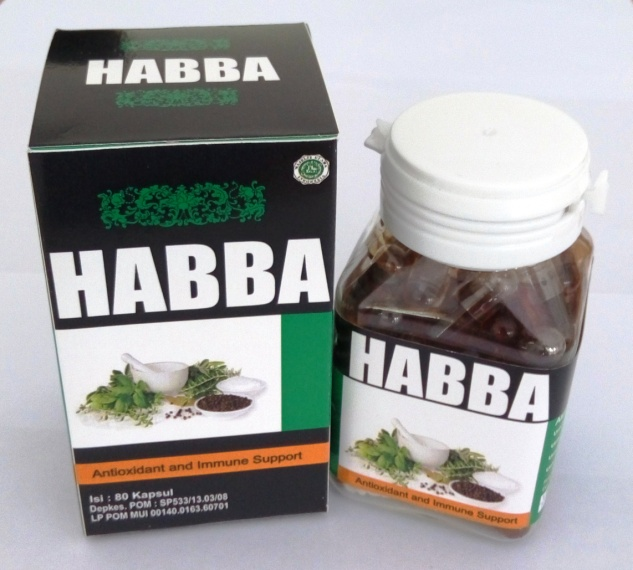 HABBA
HABBA
Antioxidant and Immune Support
Isi : 80 Kapsul
Depkes. POM : SP533/13.03/08
LP POM MUI 00140.0163.60701
HABBA
Antioxidant and Immune Support